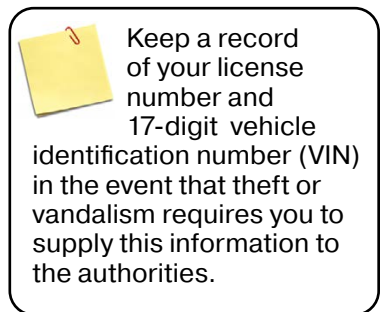 Keep a record
of your license
number and
17-digit vehicle
identification number (VIN)
in the event that theft or
vandalism requires you to
supply this information to
the authorities.